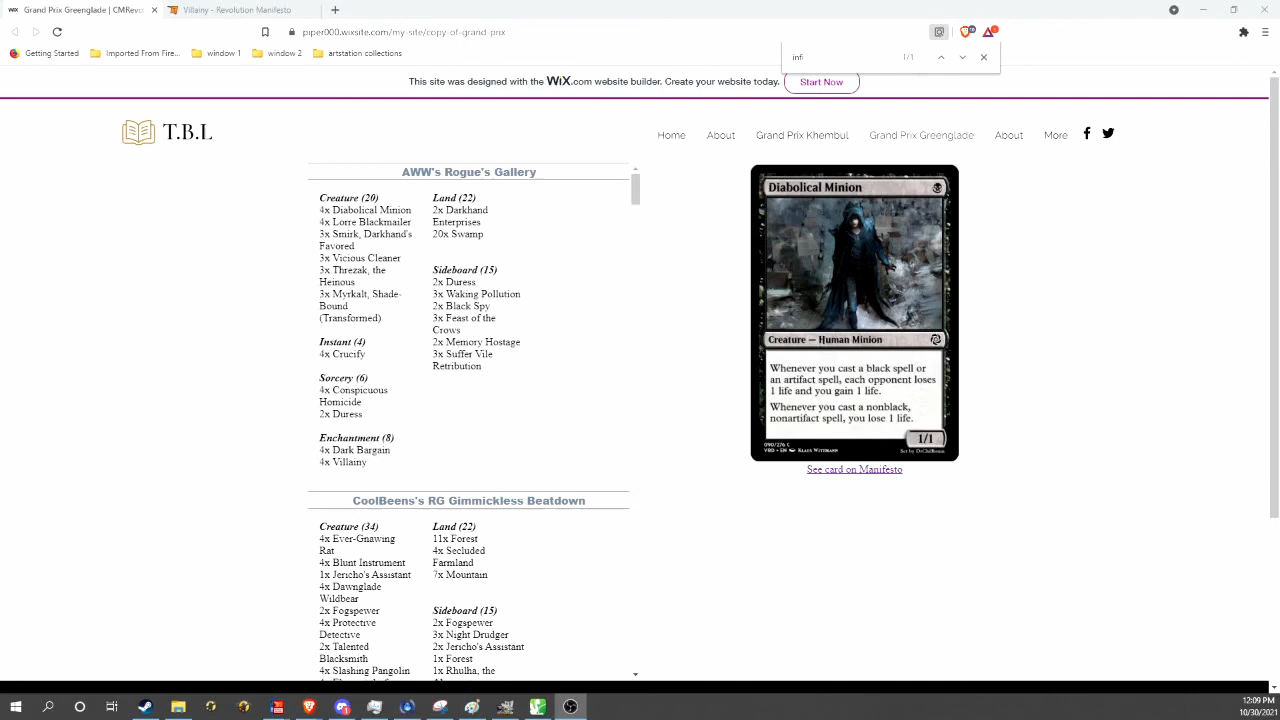 Grand Prix Greenglade | CMRevo
Villainy - Revolution Manifesto
piper000.wixsite.com/my-site/copy-of-grand-prix
Getting Started
Imported From Fire...
window 1
window 2
artstation collections
infi
1/1
This site was designed with the WiX.com website builder. Create your website today.
Start Now
T.B.L
Home
About
Grand Prix Khembul
Grand Prix Greenglade
About
More
AWW's Rogue's Gallery
Creature (20)
4x Diabolical Minion
4x Lorre Blackmailer
3x Smirk, Darkhand's
Favored
3x Vicious Cleaner
3x Threzak, the
Heinous
3x Myrkalt, Shade-
Bound
(Transformed)
Instant (4)
4x Crucify
Sorcery (6)
4x Conspicuous
Homicide
2x Duress
Enchantment (8)
4x Dark Bargain
4x Villainy
Land (22)
2x Darkhand
Enterprises
20x Swamp
Sideboard (15)
2x Duress
3x Waking Pollution
2x Black Spy
3x Feast of the
Crows
2x Memory Hostage
3x Suffer Vile
Retribution
CoolBeens's RG Gimmickless Beatdown
Creature (34)
4x Ever-Gnawing
Rat
4x Blunt Instrument
1x Jericho's Assistant
4x Dawnglade
Wildbear
2x Fogspewer
4x Protective
Detective
2x Talented
Blacksmith
4x Slashing Pangolin
Land (22)
11x Forest
4x Secluded
Farmland
7x Mountain
Sideboard (15)
2x Fogspewer
3x Night Drudger
2x Jericho's Assistant
1x Forest
1x Rhulha, the
Diabolical Minion
Creature — Human Minion
Whenever you cast a black spell or
an artifact spell, each opponent loses
1 life and you gain 1 life.
Whenever you cast a nonblack,
nonartifact spell, you lose 1 life.
1/1
090/276 C
VRD • EN Klaus Wittmann
Set by DrChillbrain
See card on Manifesto
12:09 PM
10/30/2021